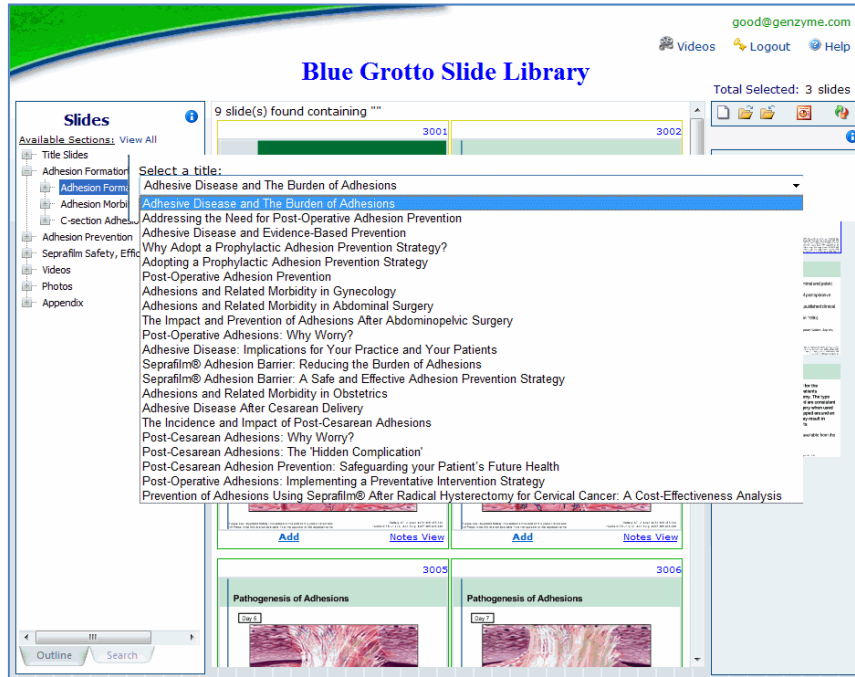 good@genzyme.com
Videos Logout Help
Blue Grotto Slide Library
Total Selected: 3 slides
Slides
Available Sections: View All
Title Slides
Adhesion Formation
Adhesion Forma
Adhesion Morbi
C-section Adhesio
Adhesion Prevention
Seprafilm Safety, Effic
Videos
Photos
Appendix
Outline Search
9 slide(s) found containing ""
3001 3002
Select a title:
Adhesive Disease and The Burden of Adhesions
Adhesive Disease and The Burden of Adhesions
Addressing the Need for Post-Operative Adhesion Prevention
Adhesive Disease and Evidence-Based Prevention
Why Adopt a Prophylactic Adhesion Prevention Strategy?
Adopting a Prophylactic Adhesion Prevention Strategy
Post-Operative Adhesion Prevention
Adhesions and Related Morbidity in Gynecology
Adhesions and Related Morbidity in Abdominal Surgery
The Impact and Prevention of Adhesions After Abdominopelvic Surgery
Post-Operative Adhesions: Why Worry?
Adhesive Disease: Implications for Your Practice and Your Patients
Seprafilm® Adhesion Barrier: Reducing the Burden of Adhesions
Seprafilm® Adhesion Barrier: A Safe and Effective Adhesion Prevention Strategy
Adhesions and Related Morbidity in Obstetrics
Adhesive Disease After Cesarean Delivery
The Incidence and Impact of Post-Cesarean Adhesions
Post-Cesarean Adhesions: Why Worry?
Post-Cesarean Adhesions: The 'Hidden Complication'
Post-Cesarean Adhesion Prevention: Safeguarding your Patient's Future Health
Post-Operative Adhesions: Implementing a Preventative Intervention Strategy
Prevention of Adhesions Using Seprafilm® After Radical Hysterectomy for Cervical Cancer: A Cost-Effectiveness Analysis
Add Notes View Add Notes View
3005 3006
Pathogenesis of Adhesions Pathogenesis of Adhesions
Day 6 Day 7